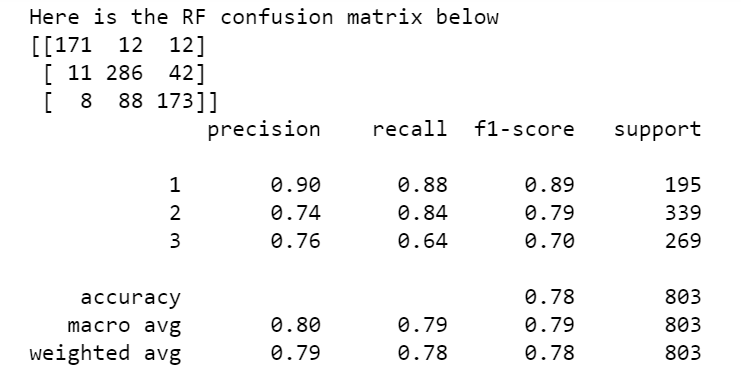 Here is the RF confusion matrix below
[[171  12  12]
 [ 11 286  42]
 [  8  88 173]]
              precision    recall  f1-score   support

           1       0.90      0.88      0.89       195
           2       0.74      0.84      0.79       339
           3       0.76      0.64      0.70       269

    accuracy                           0.78       803
   macro avg       0.80      0.79      0.79       803
weighted avg       0.79      0.78      0.78       803